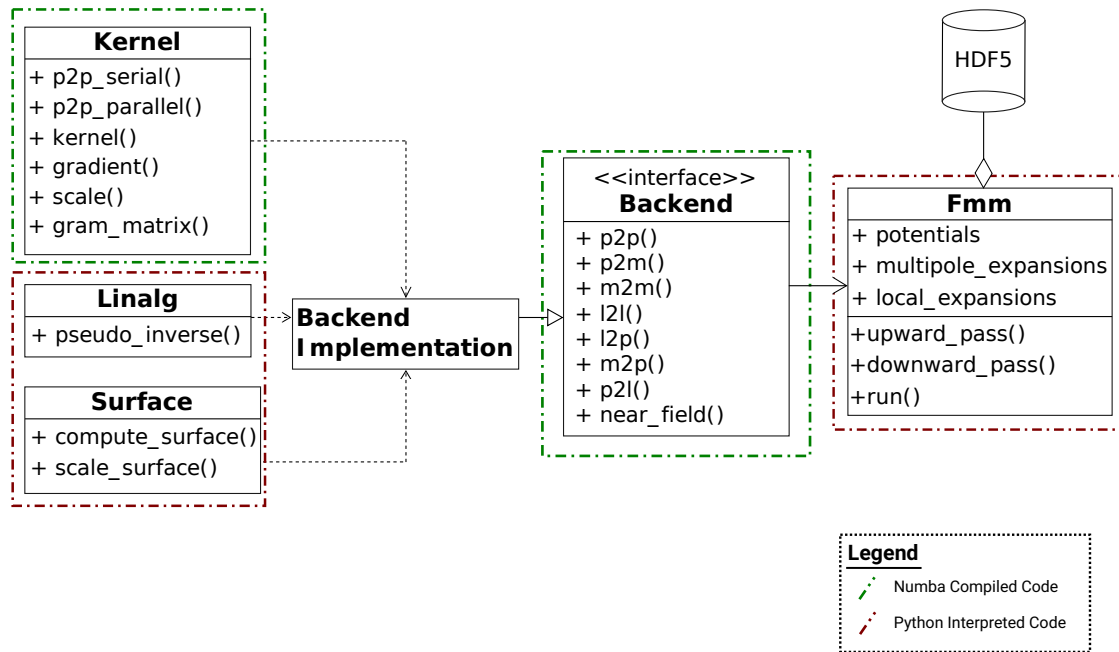 Kernel
+ p2p_serial()
+ p2p_parallel()
+ kernel()
+ gradient()
+ scale()
+ gram_matrix()
Linalg
+ pseudo_inverse()
Surface
+ compute_surface()
+ scale_surface()
Backend
Implementation
<<interface>>
Backend
+ p2p()
+ p2m()
+ m2m()
+ l2l()
+ l2p()
+ m2p()
+ p2l()
+ near_field()
HDF5
Fmm
+ potentials
+ multipole_expansions
+ local_expansions
+upward_pass()
+downward_pass()
+run()
Legend
Numba Compiled Code
Python Interpreted Code